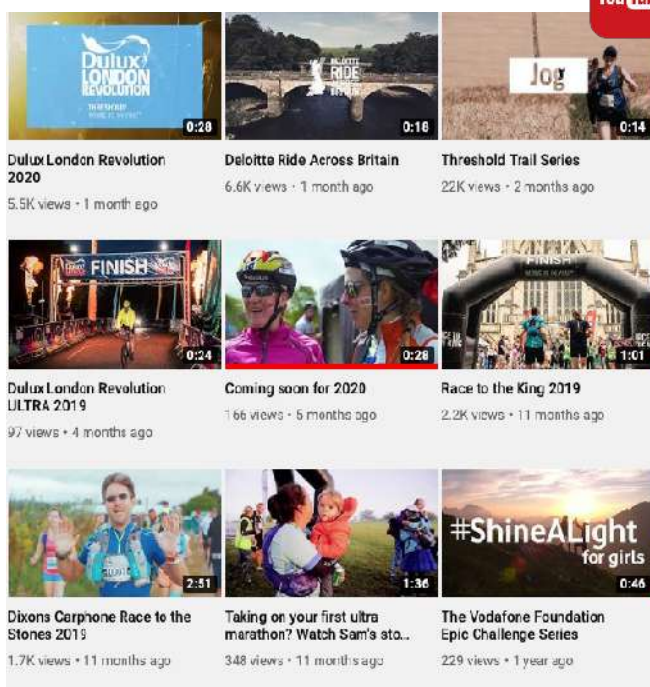 YouTube
Dulux
LONDON
REVOLUTION
THRESHOLD
0:28
DELOITTE
RIDE
ACROSS
BRITAIN
0:18
Jog
0:14
Dulux London Revolution
2020
5.5K views • 1 month ago
Deloitte Ride Across Britain
6.6K views • 1 month ago
Threshold Trail Series
22K views • 2 months ago
FINISH
0:24
0:28
FINISH
1:01
Dulux London Revolution
ULTRA 2019
97 views • 4 months ago
Coming soon for 2020
166 views • 5 months ago
Race to the King 2019
2.2K views • 11 months ago
2:51
1:36
#ShineALight
for girls
0:46
Dixons Carphone Race to the
Stones 2019
1.7K views • 11 months ago
Taking on your first ultra
marathon? Watch Sam's sto...
348 views • 11 months ago
The Vodafone Foundation
Epic Challenge Series
229 views • 1 year ago